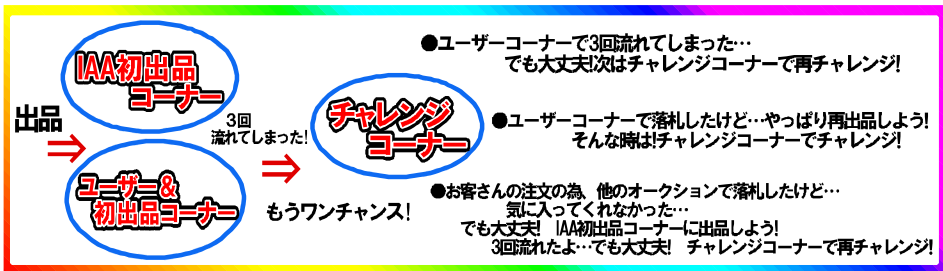 出品
IAA初出品
コーナー
ユーザー&
初出品コーナー
3回
流れてしまった!
もうワンチャンス!
チャレンジ
コーナー
●ユーザーコーナーで3回流れてしまった…
でも大丈夫!次はチャレンジコーナーで再チャレンジ!
●ユーザーコーナーで落札したけど…やっぱり再出品しよう!
そんな時は!チャレンジコーナーでチャレンジ!
●お客さんの注文の為、他のオークションで落札したけど…
気に入ってくれなかった…
でも大丈夫! IAA初出品コーナーに出品しよう!
3回流れたよ…でも大丈夫! チャレンジコーナーで再チャレンジ!